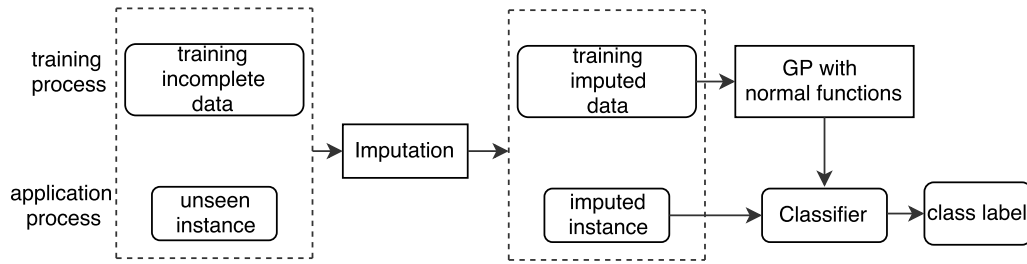 training
process
training
incomplete
data
training
imputed
data
GP with
normal functions
Imputation
application
process
unseen
instance
imputed
instance
Classifier
class label